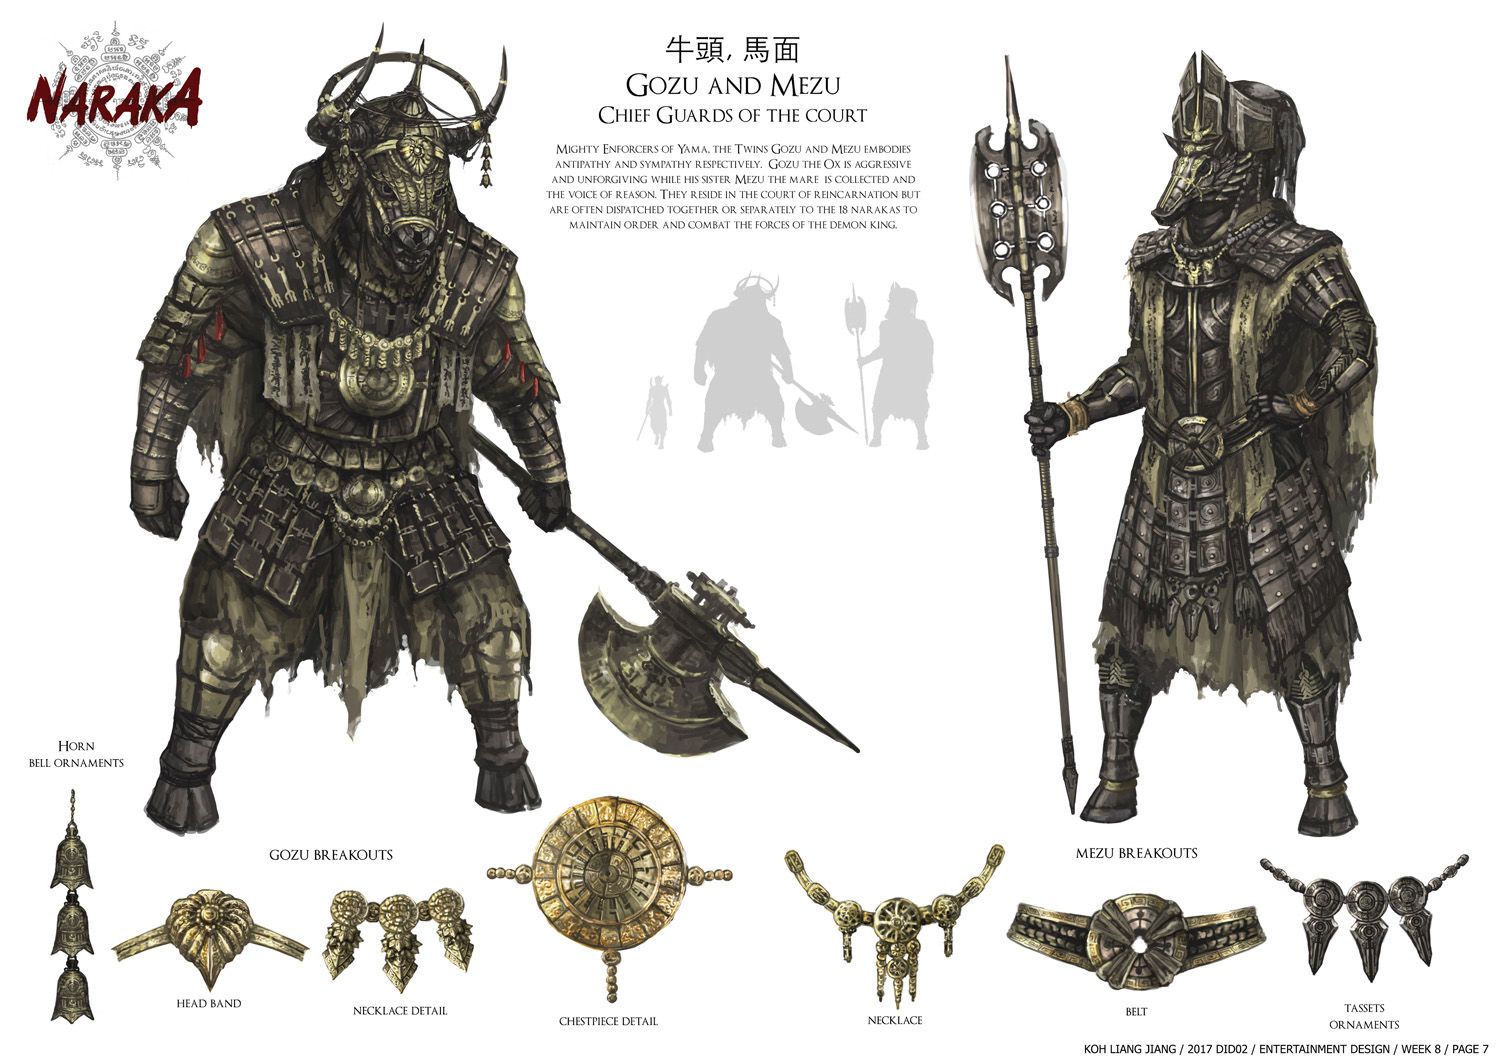 NARAKA
牛頭, 馬面
GOZU AND MEZU
CHIEF GUARDS OF THE COURT
MIGHTY ENFORCERS OF YAMA, THE TWINS GOZU AND MEZU EMBODIES
ANTIPATHY AND SYMPATHY RESPECTIVELY. GOZU THE OX IS AGGRESSIVE
AND UNFORGIVING WHILE HIS SISTER MEZU THE MARE IS COLLECTED AND
THE VOICE OF REASON. THEY RESIDE IN THE COURT OF REINCARNATION BUT
ARE OFTEN DISPATCHED TOGETHER OR SEPARATELY TO THE 18 NARAKAS TO
MAINTAIN ORDER AND COMBAT THE FORCES OF THE DEMON KING.
HORN
BELL ORNAMENTS
GOZU BREAKOUTS
HEAD BAND
NECKLACE DETAIL
CHESTPIECE DETAIL
MEZU BREAKOUTS
NECKLACE
BELT
TASSETS
ORNAMENTS
KOH LIANG JIANG / 2017 DID02 / ENTERTAINMENT DESIGN / WEEK 8 / PAGE 7